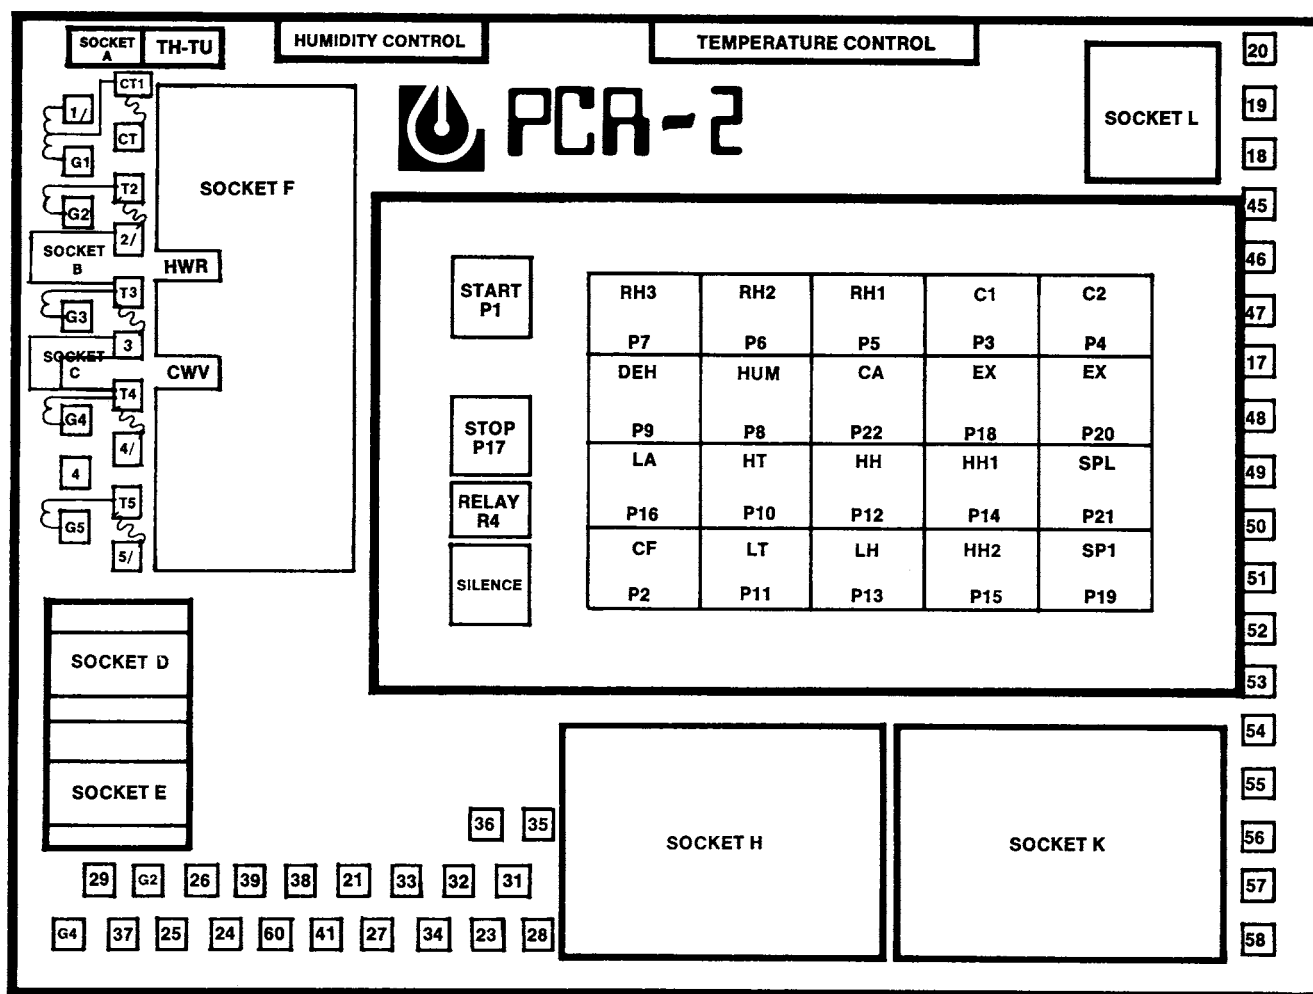 SOCKET
A
TH-TU
HUMIDITY CONTROL
TEMPERATURE CONTROL
PCR-2
SOCKET L
CT1
1/
CT
G1
T2
G2
2/
SOCKET
B
T3
G3
3
SOCKET
C
T4
G4
4/
4
T5
G5
5/
SOCKET F
HWR
CWV
START
P1
STOP
P17
RELAY
R4
SILENCE
RH3 RH2 RH1 C1 C2
P7 P6 P5 P3 P4
DEH HUM CA EX EX
P9 P8 P22 P18 P20
LA HT HH HH1 SPL
P16 P10 P12 P14 P21
CF LT LH HH2 SP1
P2 P11 P13 P15 P19
20
19
18
45
46
47
17
48
49
50
51
52
53
54
55
56
57
58
SOCKET D
SOCKET E
36 35
29 G2 26 39 38 21 33 32 31
G4 37 25 24 60 41 27 34 23 28
SOCKET H
SOCKET K